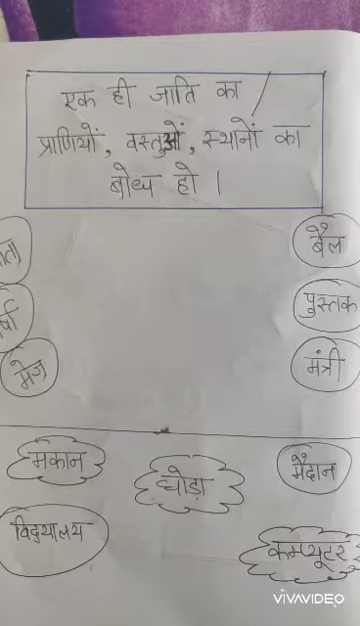 एक ही जाति का /
प्राणियों, वस्तुओं, स्थानों का
बोध हो ।
बैल
पुस्तक
मेज
मंत्री
मकान
घोड़ा
मैदान
विद्यालय
कम्प्यूटर
VIVAVIDEO